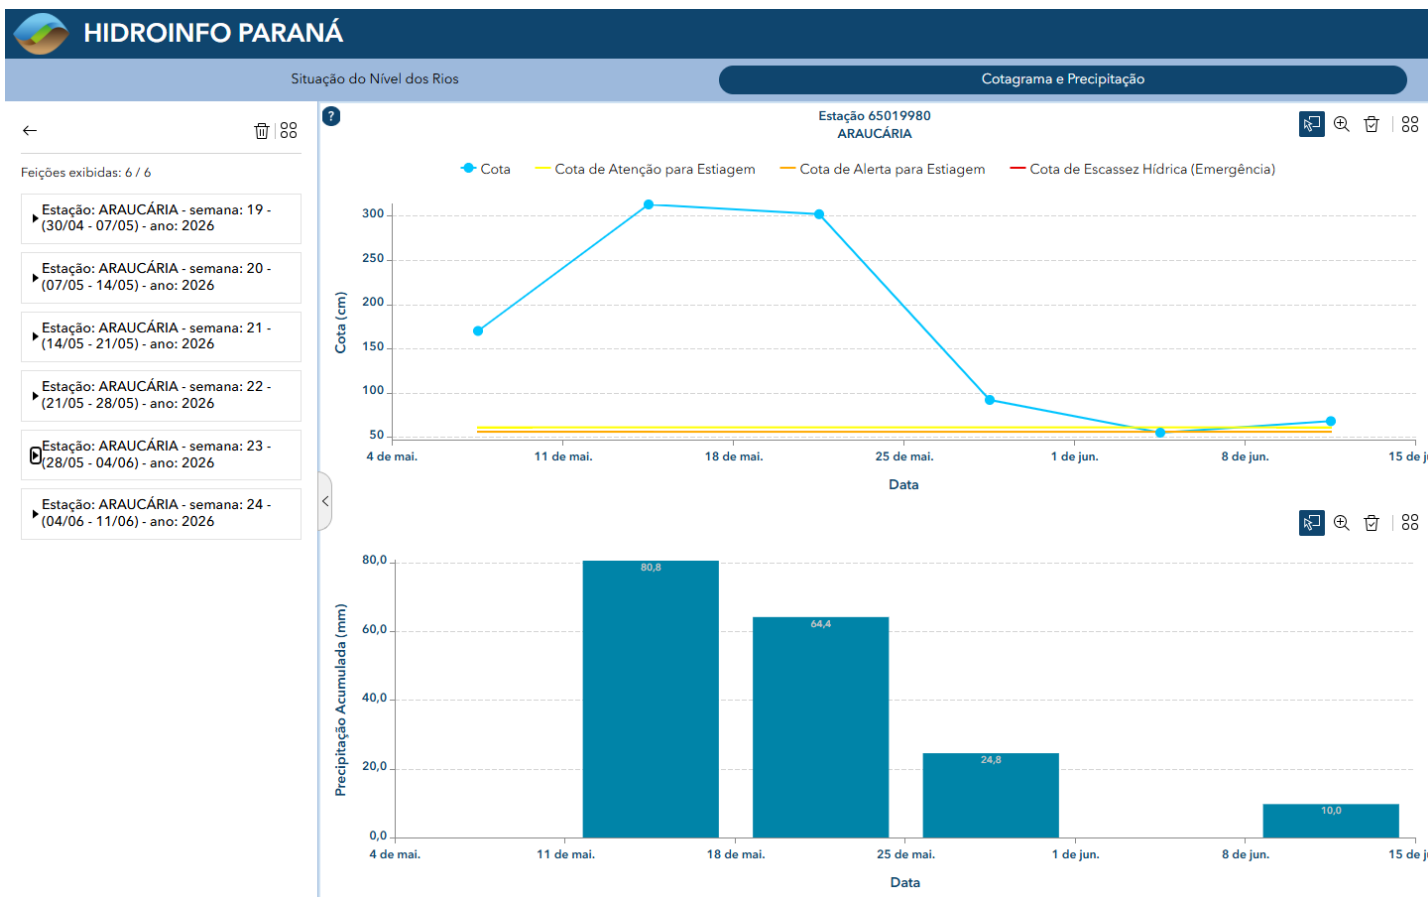 HIDROINFO PARANÁ
Situação do Nível dos Rios
Cotagrama e Precipitação
Feições exibidas: 6 / 6
Estação: ARAUCÁRIA - semana: 19 -
(30/04 - 07/05) - ano: 2026
Estação: ARAUCÁRIA - semana: 20 -
(07/05 - 14/05) - ano: 2026
Estação: ARAUCÁRIA - semana: 21 -
(14/05 - 21/05) - ano: 2026
Estação: ARAUCÁRIA - semana: 22 -
(21/05 - 28/05) - ano: 2026
Estação: ARAUCÁRIA - semana: 23 -
(28/05 - 04/06) - ano: 2026
Estação: ARAUCÁRIA - semana: 24 -
(04/06 - 11/06) - ano: 2026
?
Estação 65019980
ARAUCÁRIA
Cota Cota de Atenção para Estiagem Cota de Alerta para Estiagem Cota de Escassez Hídrica (Emergência)
Cota (cm)
300
250
200
150
100
50
4 de mai. 11 de mai. 18 de mai. 25 de mai. 1 de jun. 8 de jun. 15 de j
Data
Precipitação Acumulada (mm)
80,0
60,0
40,0
20,0
0,0
80,8
64,4
24,8
10,0
4 de mai. 11 de mai. 18 de mai. 25 de mai. 1 de jun. 8 de jun. 15 de j
Data